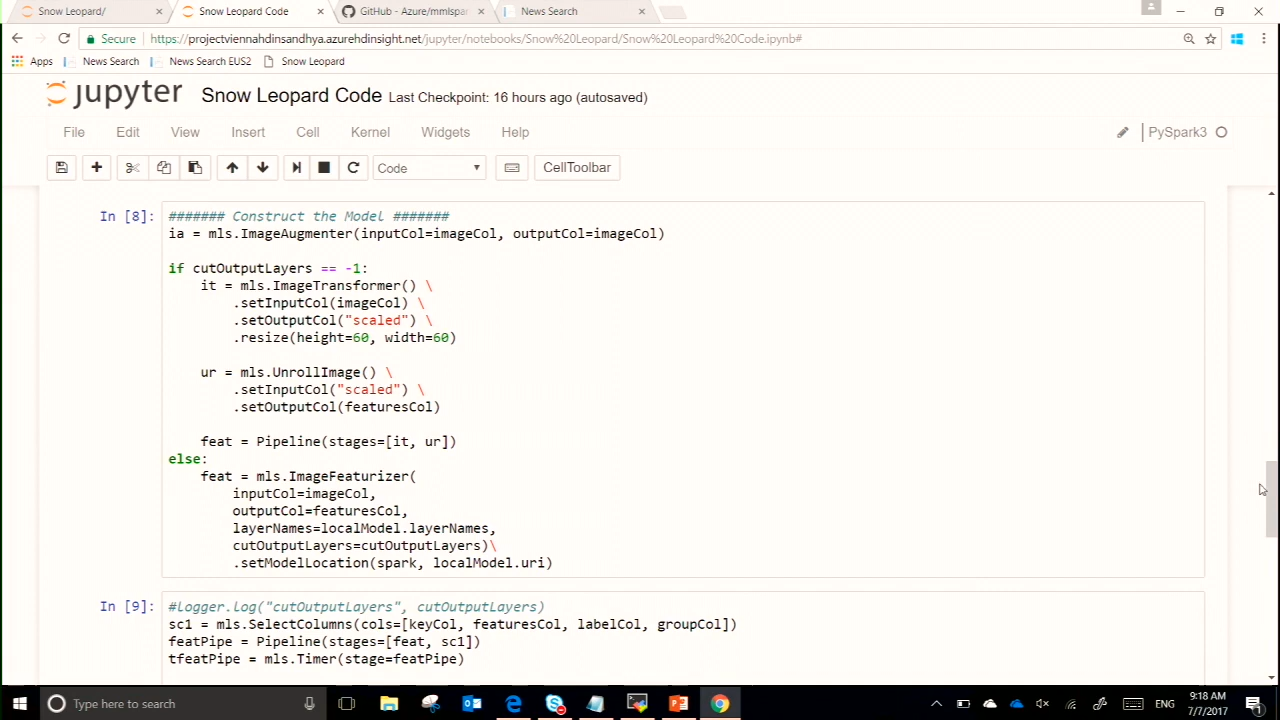 Snow Leopard/
Snow Leopard Code
GitHub - Azure/mmlspar
News Search
Secure
https://projectviennahdinsandhya.azurehdinsight.net/jupyter/notebooks/Snow%20Leopard/Snow%20Leopard%20Code.ipynb#
Apps
News Search
News Search EUS2
Snow Leopard
jupyter
Snow Leopard Code
Last Checkpoint: 16 hours ago (autosaved)
File
Edit
View
Insert
Cell
Kernel
Widgets
Help
PySpark3
Code
CellToolbar
In [8]:
####### Construct the Model #######
ia = mls.ImageAugmenter(inputCol=imageCol, outputCol=imageCol)
if cutOutputLayers == -1:
it = mls.ImageTransformer() \
.setInputCol(imageCol) \
.setOutputCol("scaled") \
.resize(height=60, width=60)
ur = mls.UnrollImage() \
.setInputCol("scaled") \
.setOutputCol(featuresCol)
feat = Pipeline(stages=[it, ur])
else:
feat = mls.ImageFeaturizer(
inputCol=imageCol,
outputCol=featuresCol,
layerNames=localModel.layerNames,
cutOutputLayers=cutOutputLayers)\
.setModelLocation(spark, localModel.uri)
In [9]:
#logger.log("cutOutputLayers", cutOutputLayers)
sc1 = mls.SelectColumns(cols=[keyCol, featuresCol, labelCol, groupCol])
featPipe = Pipeline(stages=[feat, sc1])
tfeatPipe = mls.Timer(stage=featPipe)
Type here to search
ENG
9:18 AM
7/7/2017
1